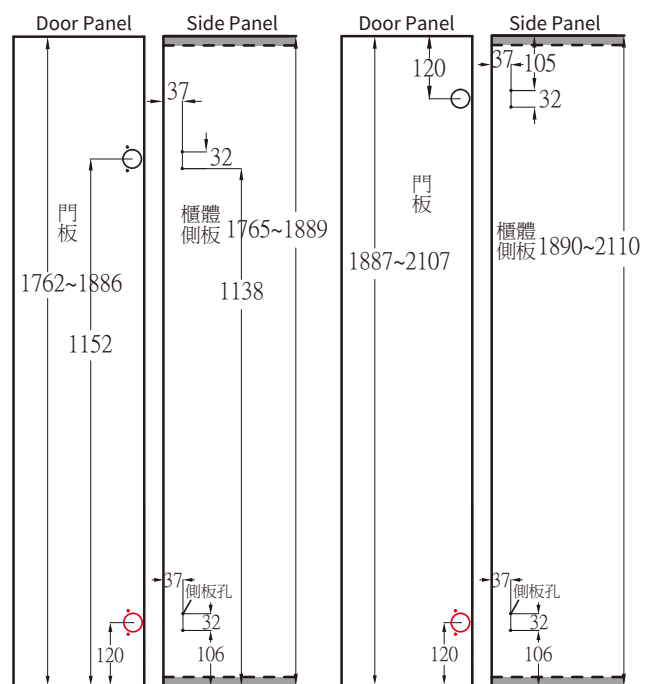 Door Panel
Side Panel
Door Panel
Side Panel
37
32
門
板
櫃體
側板
1765~1889
1762~1886
1138
1152
37
側板孔
32
120
106
120
37
105
32
門
板
櫃體
側板
1890~2110
1887~2107
37
側板孔
32
120
106